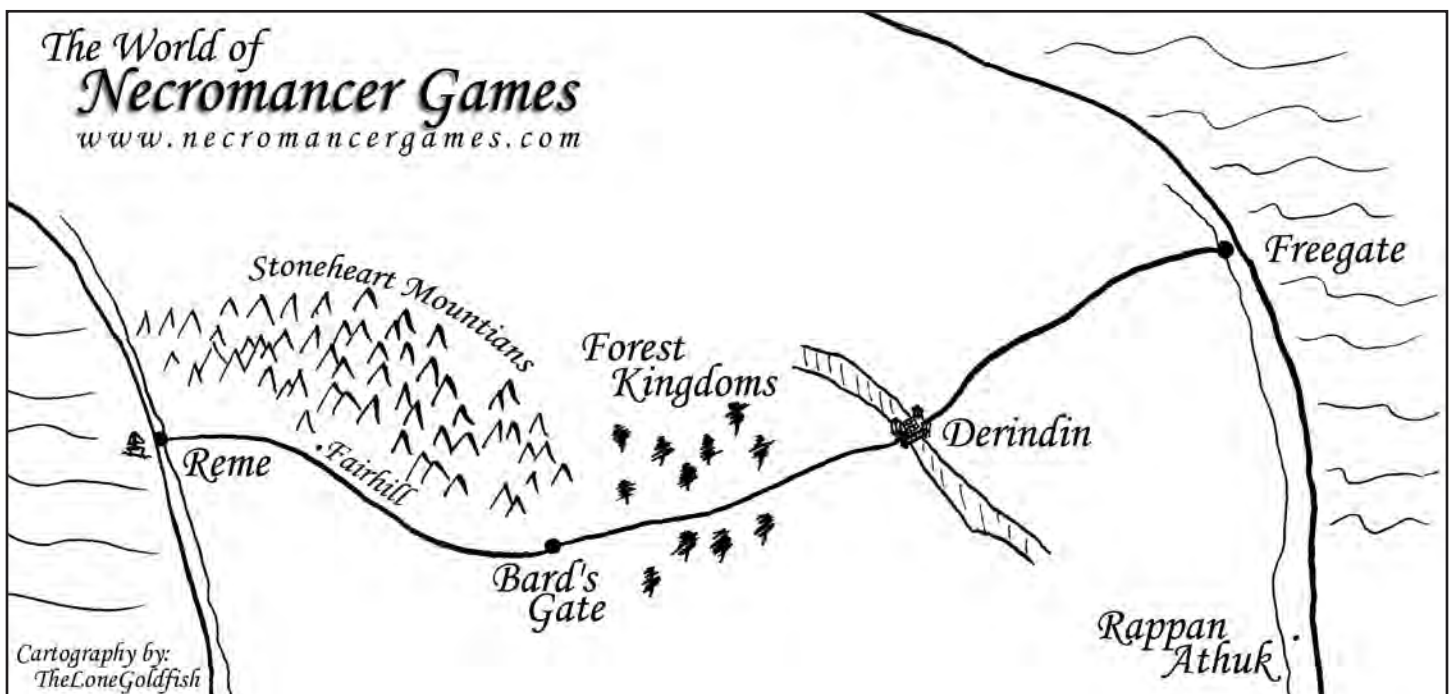 The World of
Necromancer Games
www.necromancergames.com
Freegate
Stoneheart Mountians
Forest
Kingdoms
Derindin
Reme
Fairhill
Bard's
Gate
Rappan
Athuk
Cartography by:
TheLoneGoldfish